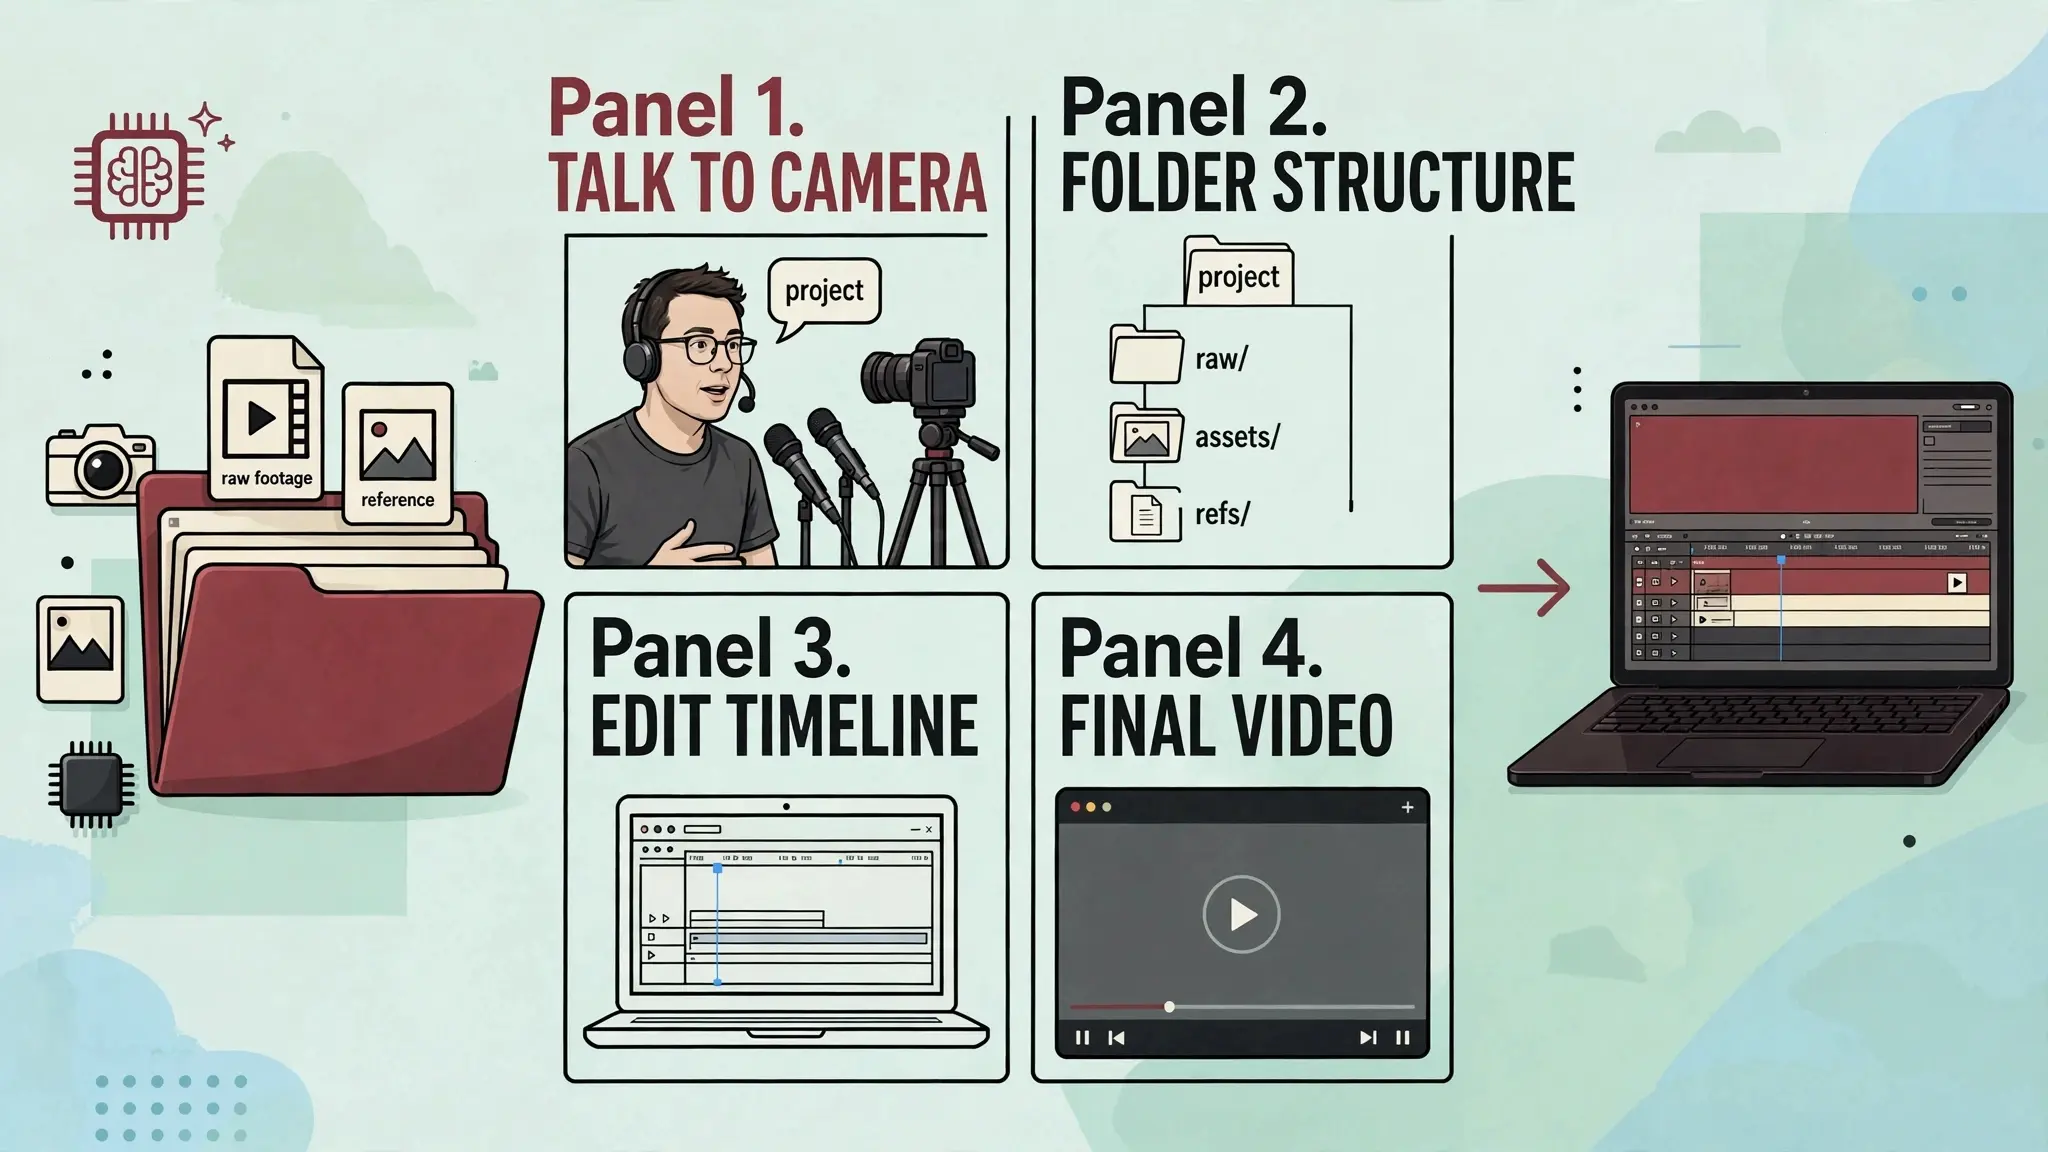 Panel 1.
TALK TO CAMERA
project
Panel 2.
FOLDER STRUCTURE
project
raw/
assets/
refs/
raw footage
reference
Panel 3.
EDIT TIMELINE
Panel 4.
FINAL VIDEO